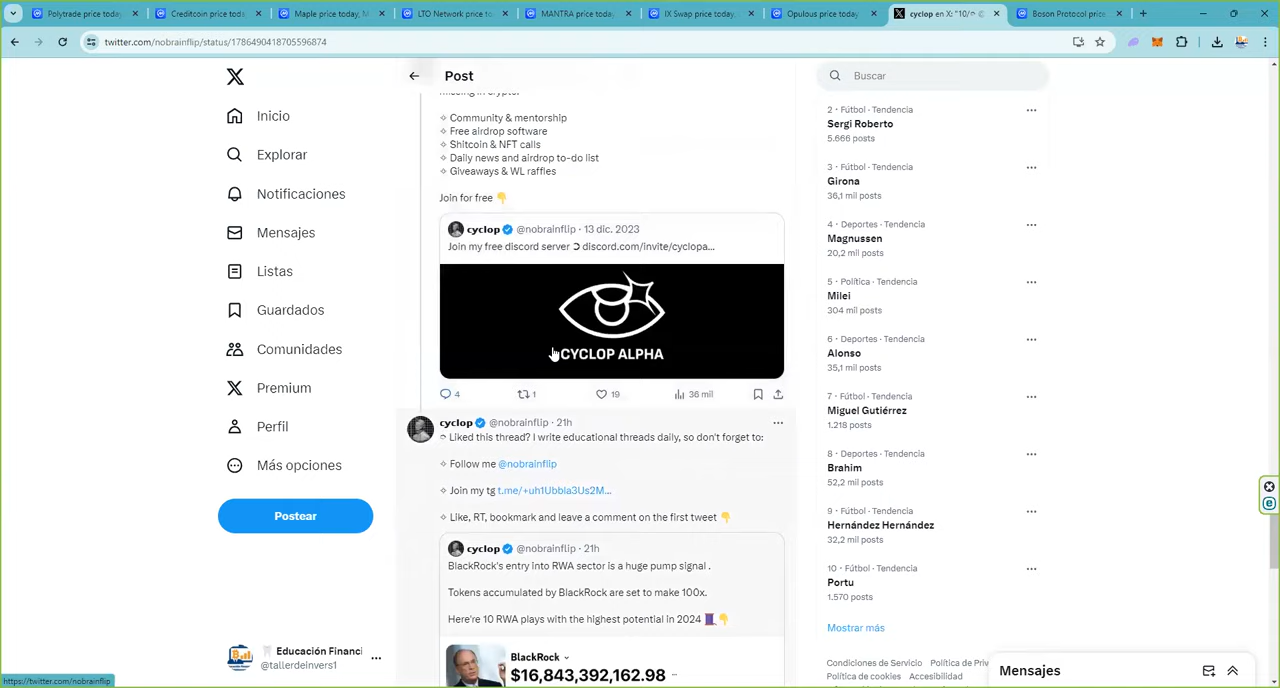 Polytrade price today
Creditcoin price tod
Maple price today, M
LTO Network price to
MANTRA price today
IX Swap price today,
Opulous price today
cyclop en X: "10/
Boson Protocol price
twitter.com/nobrainflip/status/1786490418705596874
Inicio
Explorar
Notificaciones
Mensajes
Listas
Guardados
Comunidades
Premium
Perfil
Más opciones
Postear
Educación Financi
@tallerdeinvers1
https://twitter.com/nobrainflip
Post
missing in crypto.
✧ Community & mentorship
✧ Free airdrop software
✧ Shitcoin & NFT calls
✧ Daily news and airdrop to-do list
✧ Giveaways & WL raffles
Join for free 👇
cyclop @nobrainflip · 13 dic. 2023
Join my free discord server ➲ discord.com/invite/cyclopa...
CYCLOP ALPHA
4 1 19 36 mil
cyclop @nobrainflip · 21h
Liked this thread? I write educational threads daily, so don't forget to:
✧ Follow me @nobrainflip
✧ Join my tg t.me/+uh1Ubbla3Us2M...
✧ Like, RT, bookmark and leave a comment on the first tweet 👇
cyclop @nobrainflip · 21h
BlackRock's entry into RWA sector is a huge pump signal .
Tokens accumulated by BlackRock are set to make 100x.
Here're 10 RWA plays with the highest potential in 2024 🧵👇
BlackRock
$16,843,392,162.98
Buscar
2 · Fútbol · Tendencia
Sergi Roberto
5.666 posts
3 · Fútbol · Tendencia
Girona
36,1 mil posts
4 · Deportes · Tendencia
Magnussen
20,2 mil posts
5 · Política · Tendencia
Milei
304 mil posts
6 · Deportes · Tendencia
Alonso
35,1 mil posts
7 · Fútbol · Tendencia
Miguel Gutiérrez
1.218 posts
8 · Deportes · Tendencia
Brahim
52,2 mil posts
9 · Fútbol · Tendencia
Hernández Hernández
32,2 mil posts
10 · Fútbol · Tendencia
Portu
1.570 posts
Mostrar más
Condiciones de Servicio Política de Priv
Política de cookies Accesibilidad
Mensajes